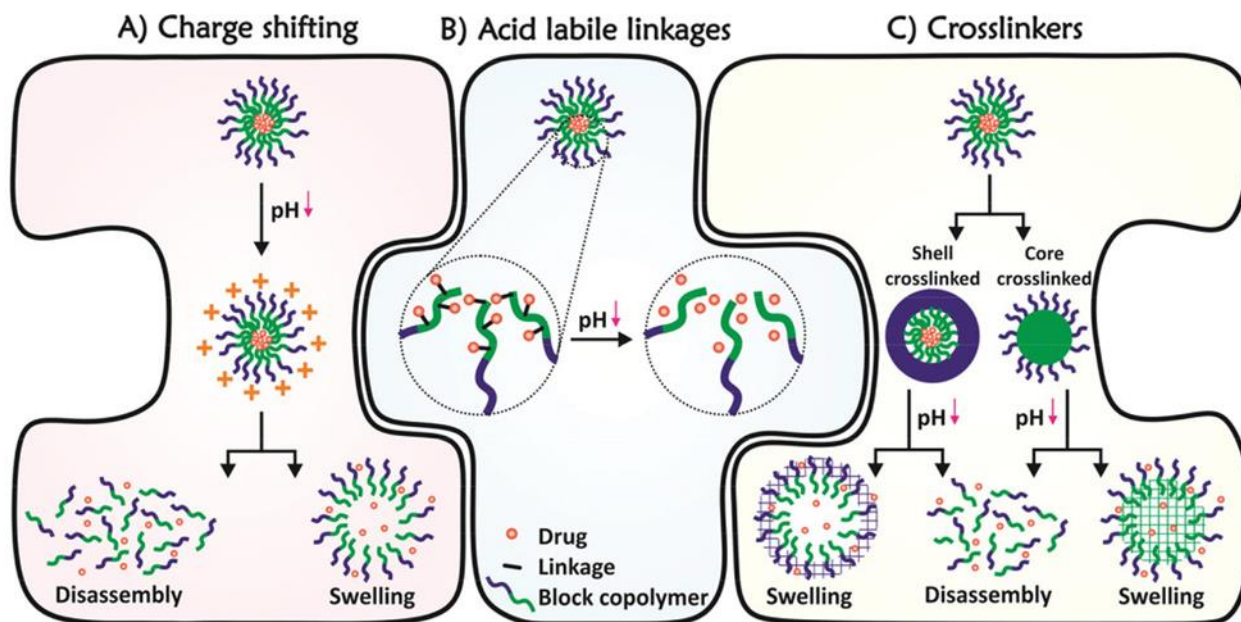 A) Charge shifting
B) Acid labile linkages
C) Crosslinkers
pH
Shell
crosslinked
Core
crosslinked
pH
pH
pH
Drug
Linkage
Block copolymer
Disassembly
Swelling
Swelling
Disassembly
Swelling